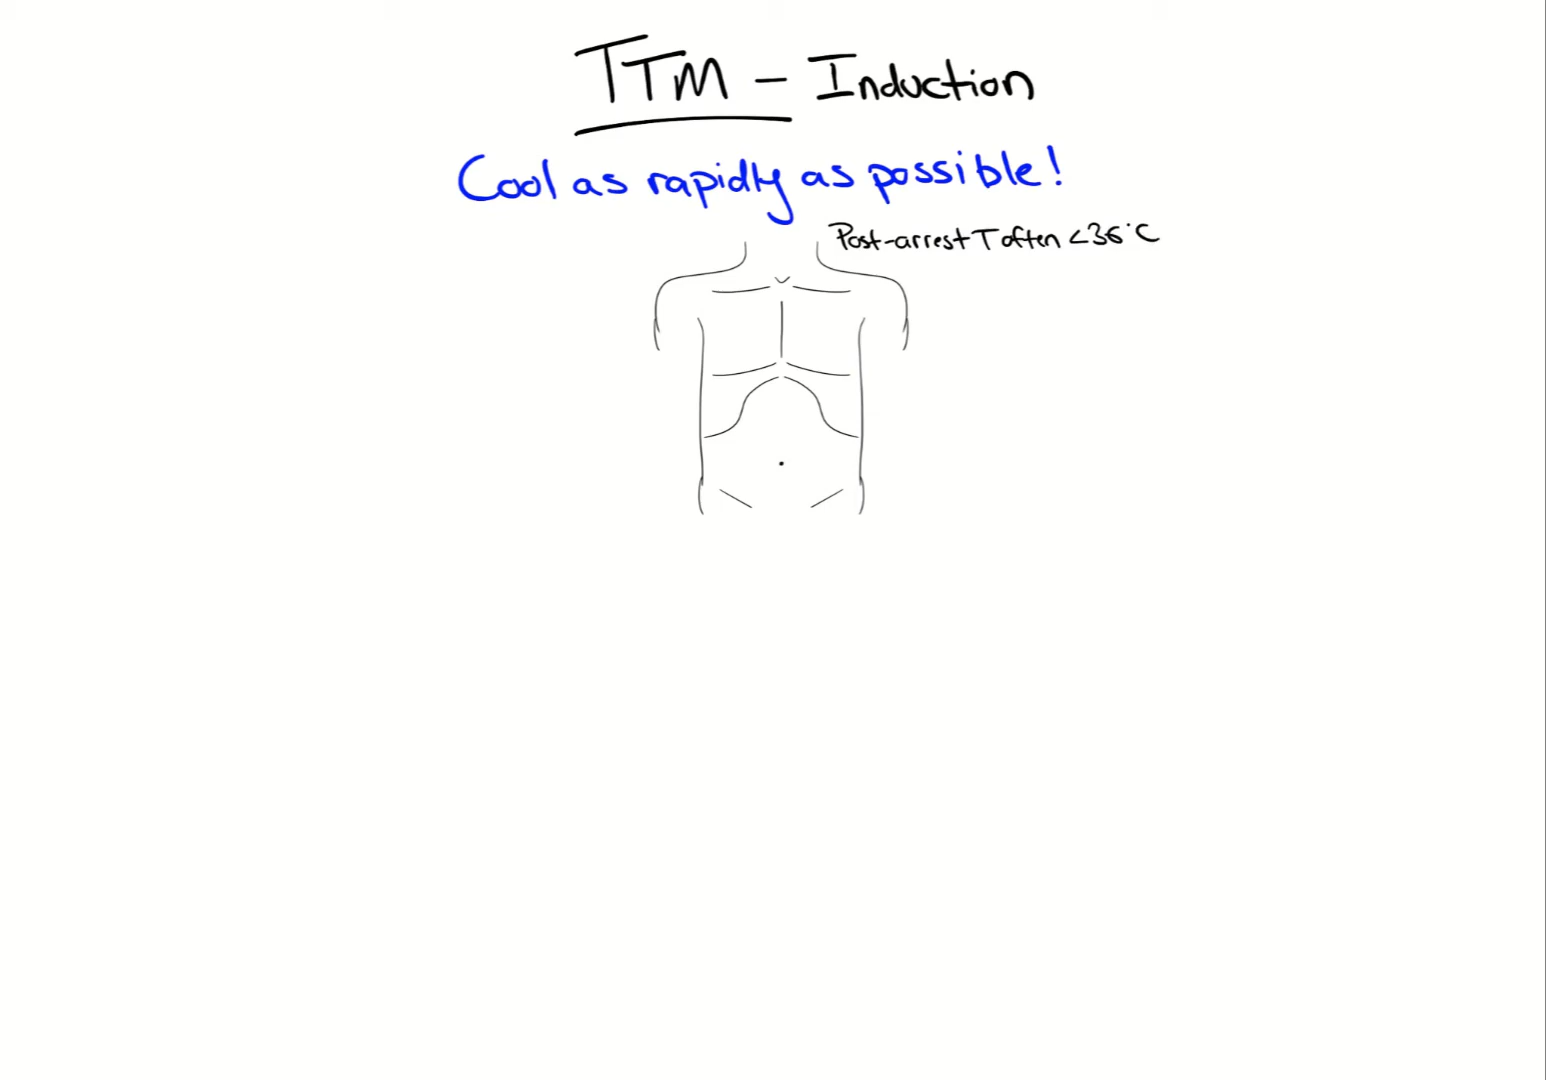 TTM - Induction
Cool as rapidly as possible!
Post-arrest T often <36°C